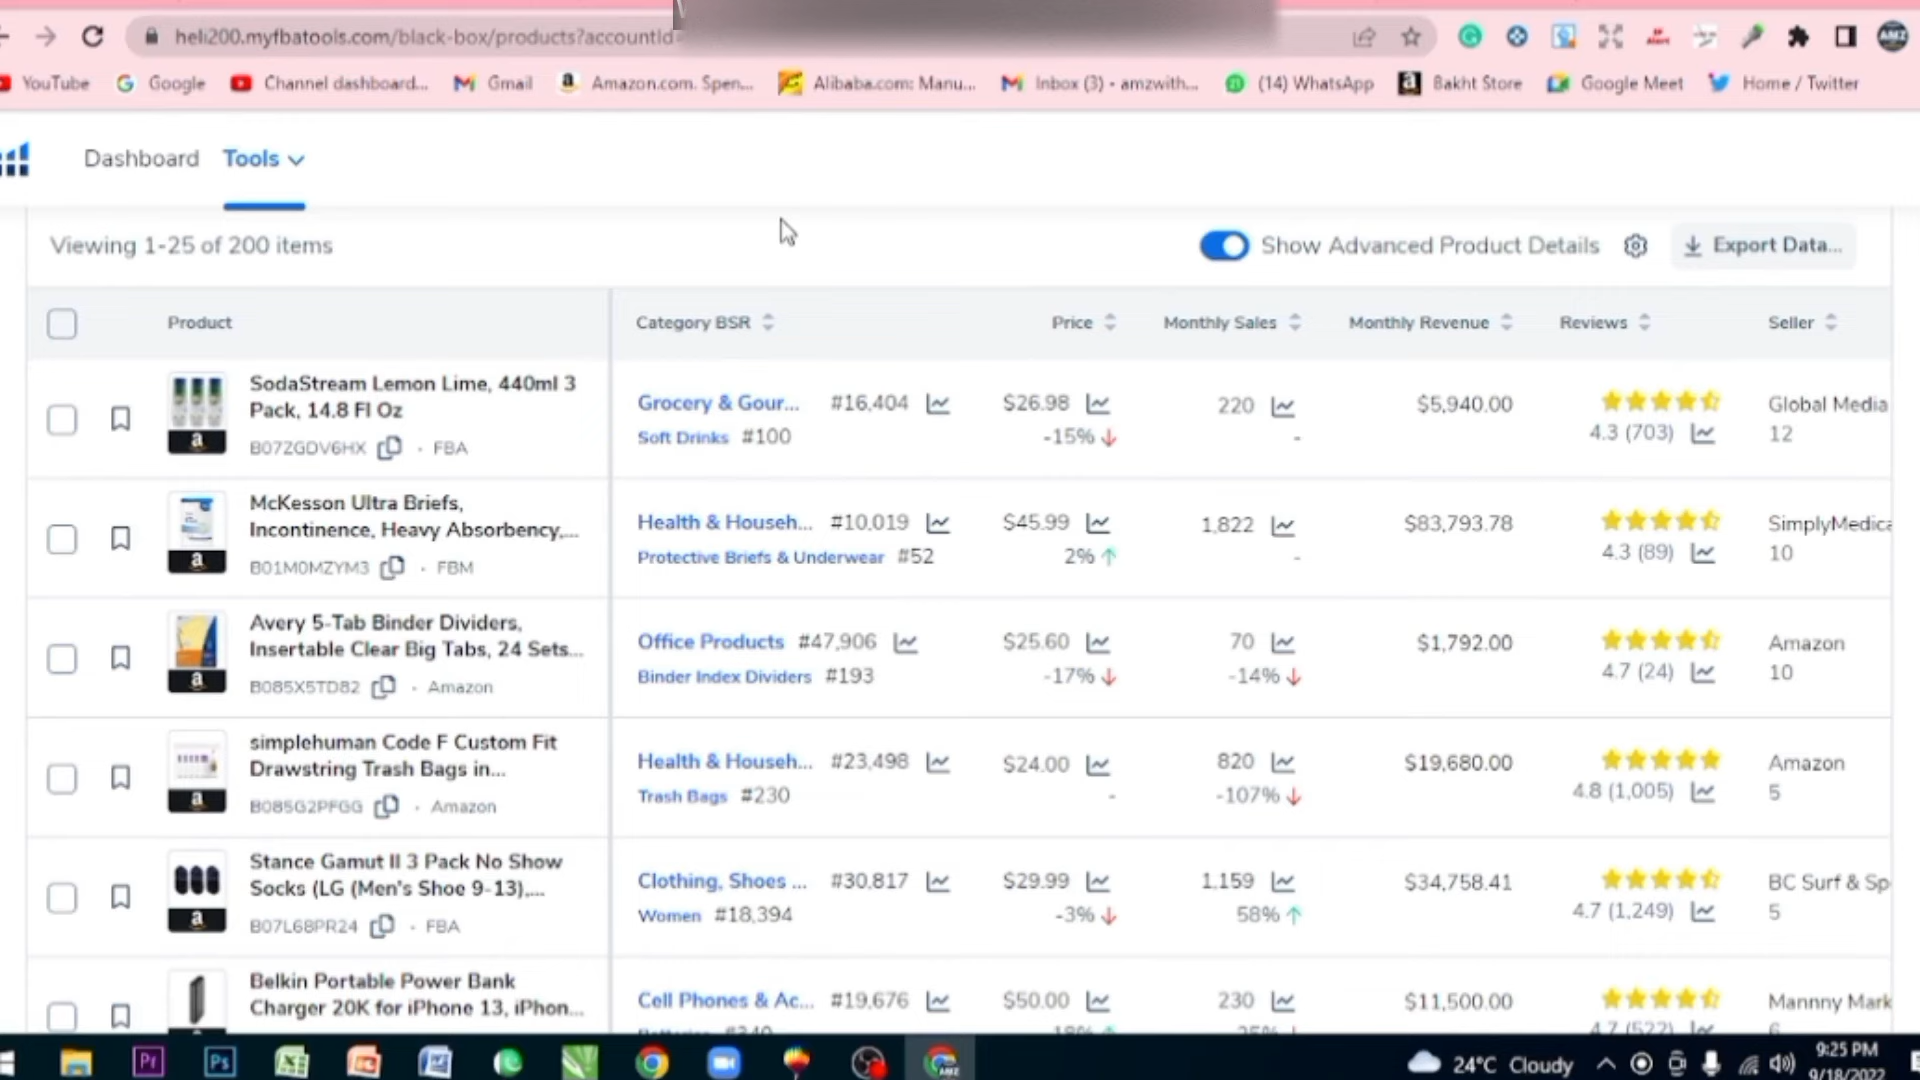 heli200.myfbatools.com/black-box/products?accountId
YouTube Google Channel dashboard... Gmail Amazon.com. Spen... Alibaba.com: Manu... Inbox (3) - amzwith... (14) WhatsApp Bakht Store Google Meet Home / Twitter
Dashboard Tools
Viewing 1-25 of 200 items Show Advanced Product Details Export Data...
Product Category BSR Price Monthly Sales Monthly Revenue Reviews Seller
SodaStream Lemon Lime, 440ml 3
Pack, 14.8 Fl Oz
B07ZGDV6HX · FBA
Grocery & Gour... #16,404 $26.98 220 $5,940.00 Global Media
Soft Drinks #100 -15% - 4.3 (703) 12
McKesson Ultra Briefs,
Incontinence, Heavy Absorbency,...
B01M0MZYM3 · FBM
Health & Househ... #10,019 $45.99 1,822 $83,793.78 SimplyMedica
Protective Briefs & Underwear #52 2% - 4.3 (89) 10
Avery 5-Tab Binder Dividers,
Insertable Clear Big Tabs, 24 Sets...
B085X5TD82 · Amazon
Office Products #47,906 $25.60 70 $1,792.00 Amazon
Binder Index Dividers #193 -17% -14% 4.7 (24) 10
simplehuman Code F Custom Fit
Drawstring Trash Bags in...
B085G2PFGG · Amazon
Health & Househ... #23,498 $24.00 820 $19,680.00 Amazon
Trash Bags #230 - -107% 4.8 (1,005) 5
Stance Gamut II 3 Pack No Show
Socks (LG (Men's Shoe 9-13),...
B07L68PR24 · FBA
Clothing, Shoes ... #30,817 $29.99 1,159 $34,758.41 BC Surf & Sp
Women #18,394 -3% 58% 4.7 (1,249) 5
Belkin Portable Power Bank
Charger 20K for iPhone 13, iPhon...
Cell Phones & Ac... #19,676 $50.00 230 $11,500.00 Mannny Mark
4.7 (522)
24°C Cloudy 9:25 PM
9/18/2022